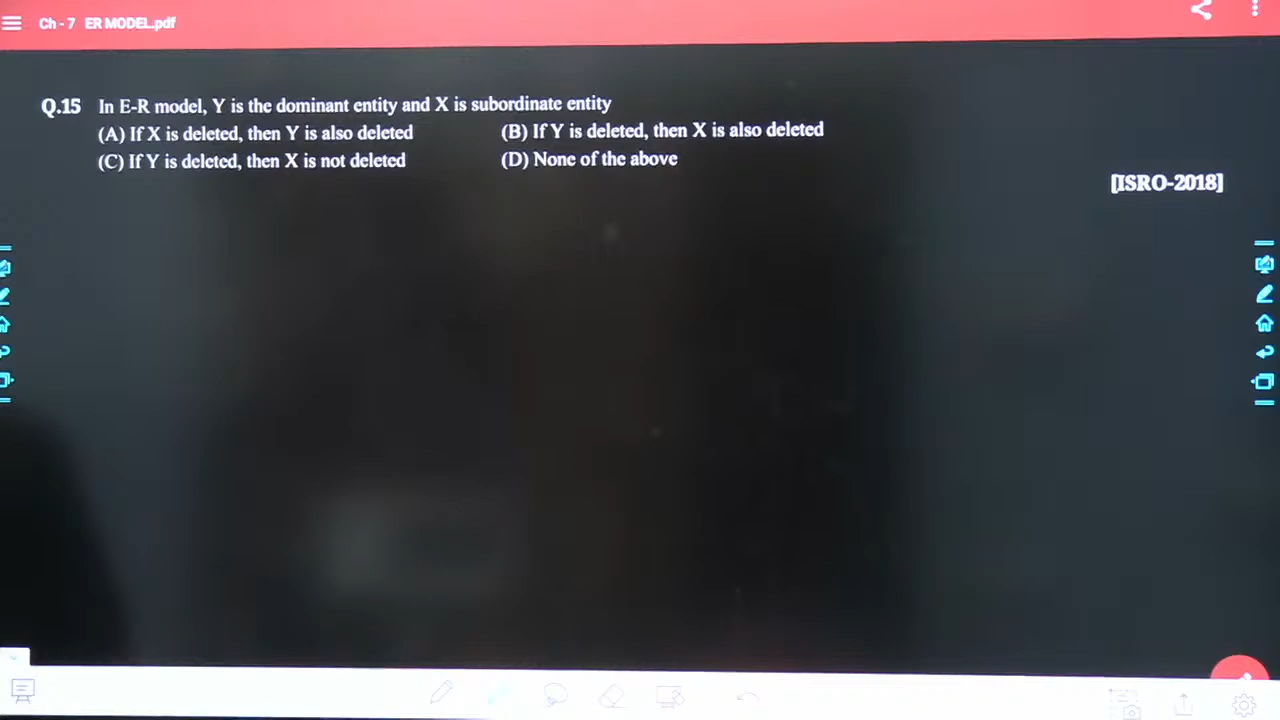 Ch - 7 ER MODEL.pdf
Q.15 In E-R model, Y is the dominant entity and X is subordinate entity
(A) If X is deleted, then Y is also deleted (B) If Y is deleted, then X is also deleted
(C) If Y is deleted, then X is not deleted (D) None of the above
[ISRO-2018]